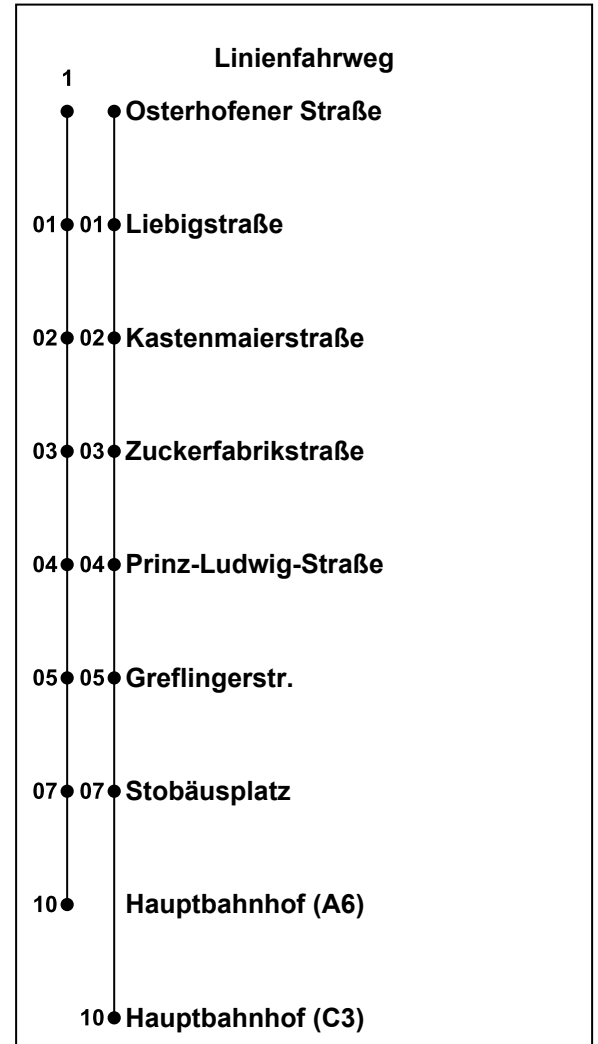 Linienfahrweg
1
Osterhofener Straße
01 01 Liebigstraße
02 02 Kastenmaierstraße
03 03 Zuckerfabrikstraße
04 04 Prinz-Ludwig-Straße
05 05 Greflingerstr.
07 07 Stobäusplatz
10 Hauptbahnhof (A6)
10 Hauptbahnhof (C3)